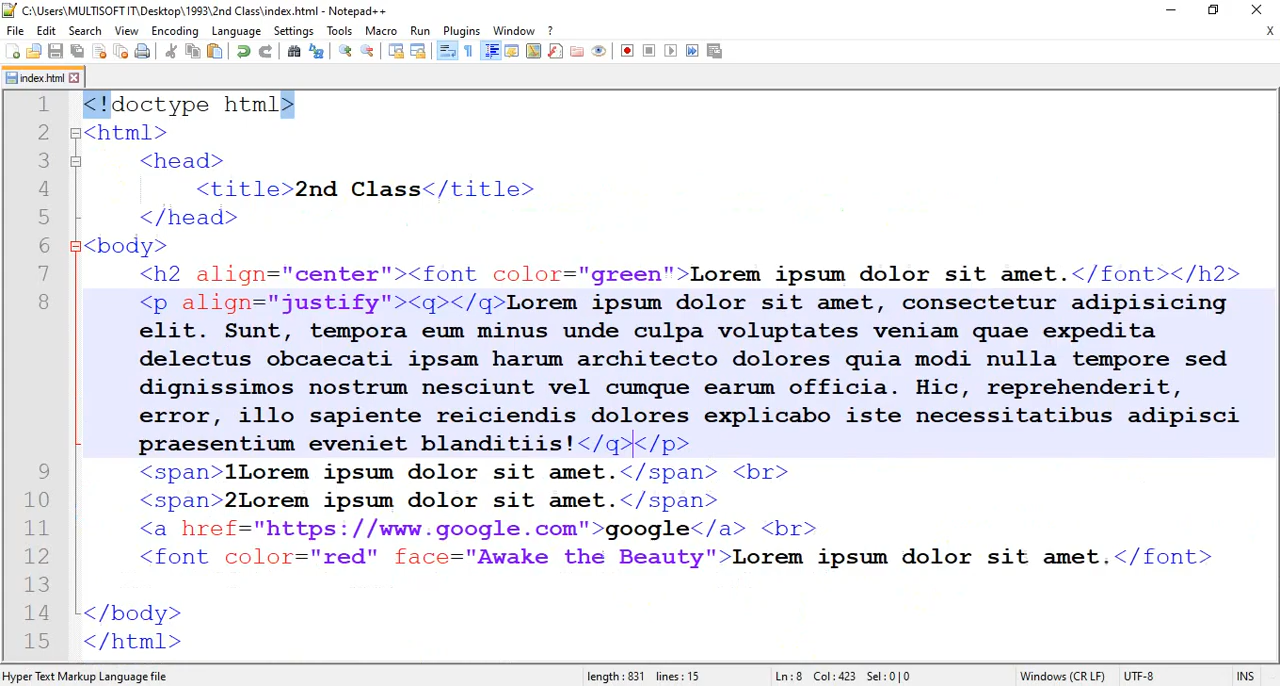 C:\Users\MULTISOFT IT\Desktop\1993\2nd Class\index.html - Notepad++
File Edit Search View Encoding Language Settings Tools Macro Run Plugins Window ? X
index.html
1 <!doctype html>
2 <html>
3 <head>
4 <title>2nd Class</title>
5 </head>
6 <body>
7 <h2 align="center"><font color="green">Lorem ipsum dolor sit amet.</font></h2>
8 <p align="justify"><q></q>Lorem ipsum dolor sit amet, consectetur adipisicing
elit. Sunt, tempora eum minus unde culpa voluptates veniam quae expedita
delectus obcaecati ipsam harum architecto dolores quia modi nulla tempore sed
dignissimos nostrum nesciunt vel cumque earum officia. Hic, reprehenderit,
error, illo sapiente reiciendis dolores explicabo iste necessitatibus adipisci
praesentium eveniet blanditiis!</q></p>
9 <span>1Lorem ipsum dolor sit amet.</span> <br>
10 <span>2Lorem ipsum dolor sit amet.</span>
11 <a href="https://www.google.com">google</a> <br>
12 <font color="red" face="Awake the Beauty">Lorem ipsum dolor sit amet.</font>
13
14 </body>
15 </html>
Hyper Text Markup Language file length : 831 lines : 15 Ln : 8 Col : 423 Sel : 0 | 0 Windows (CR LF) UTF-8 INS